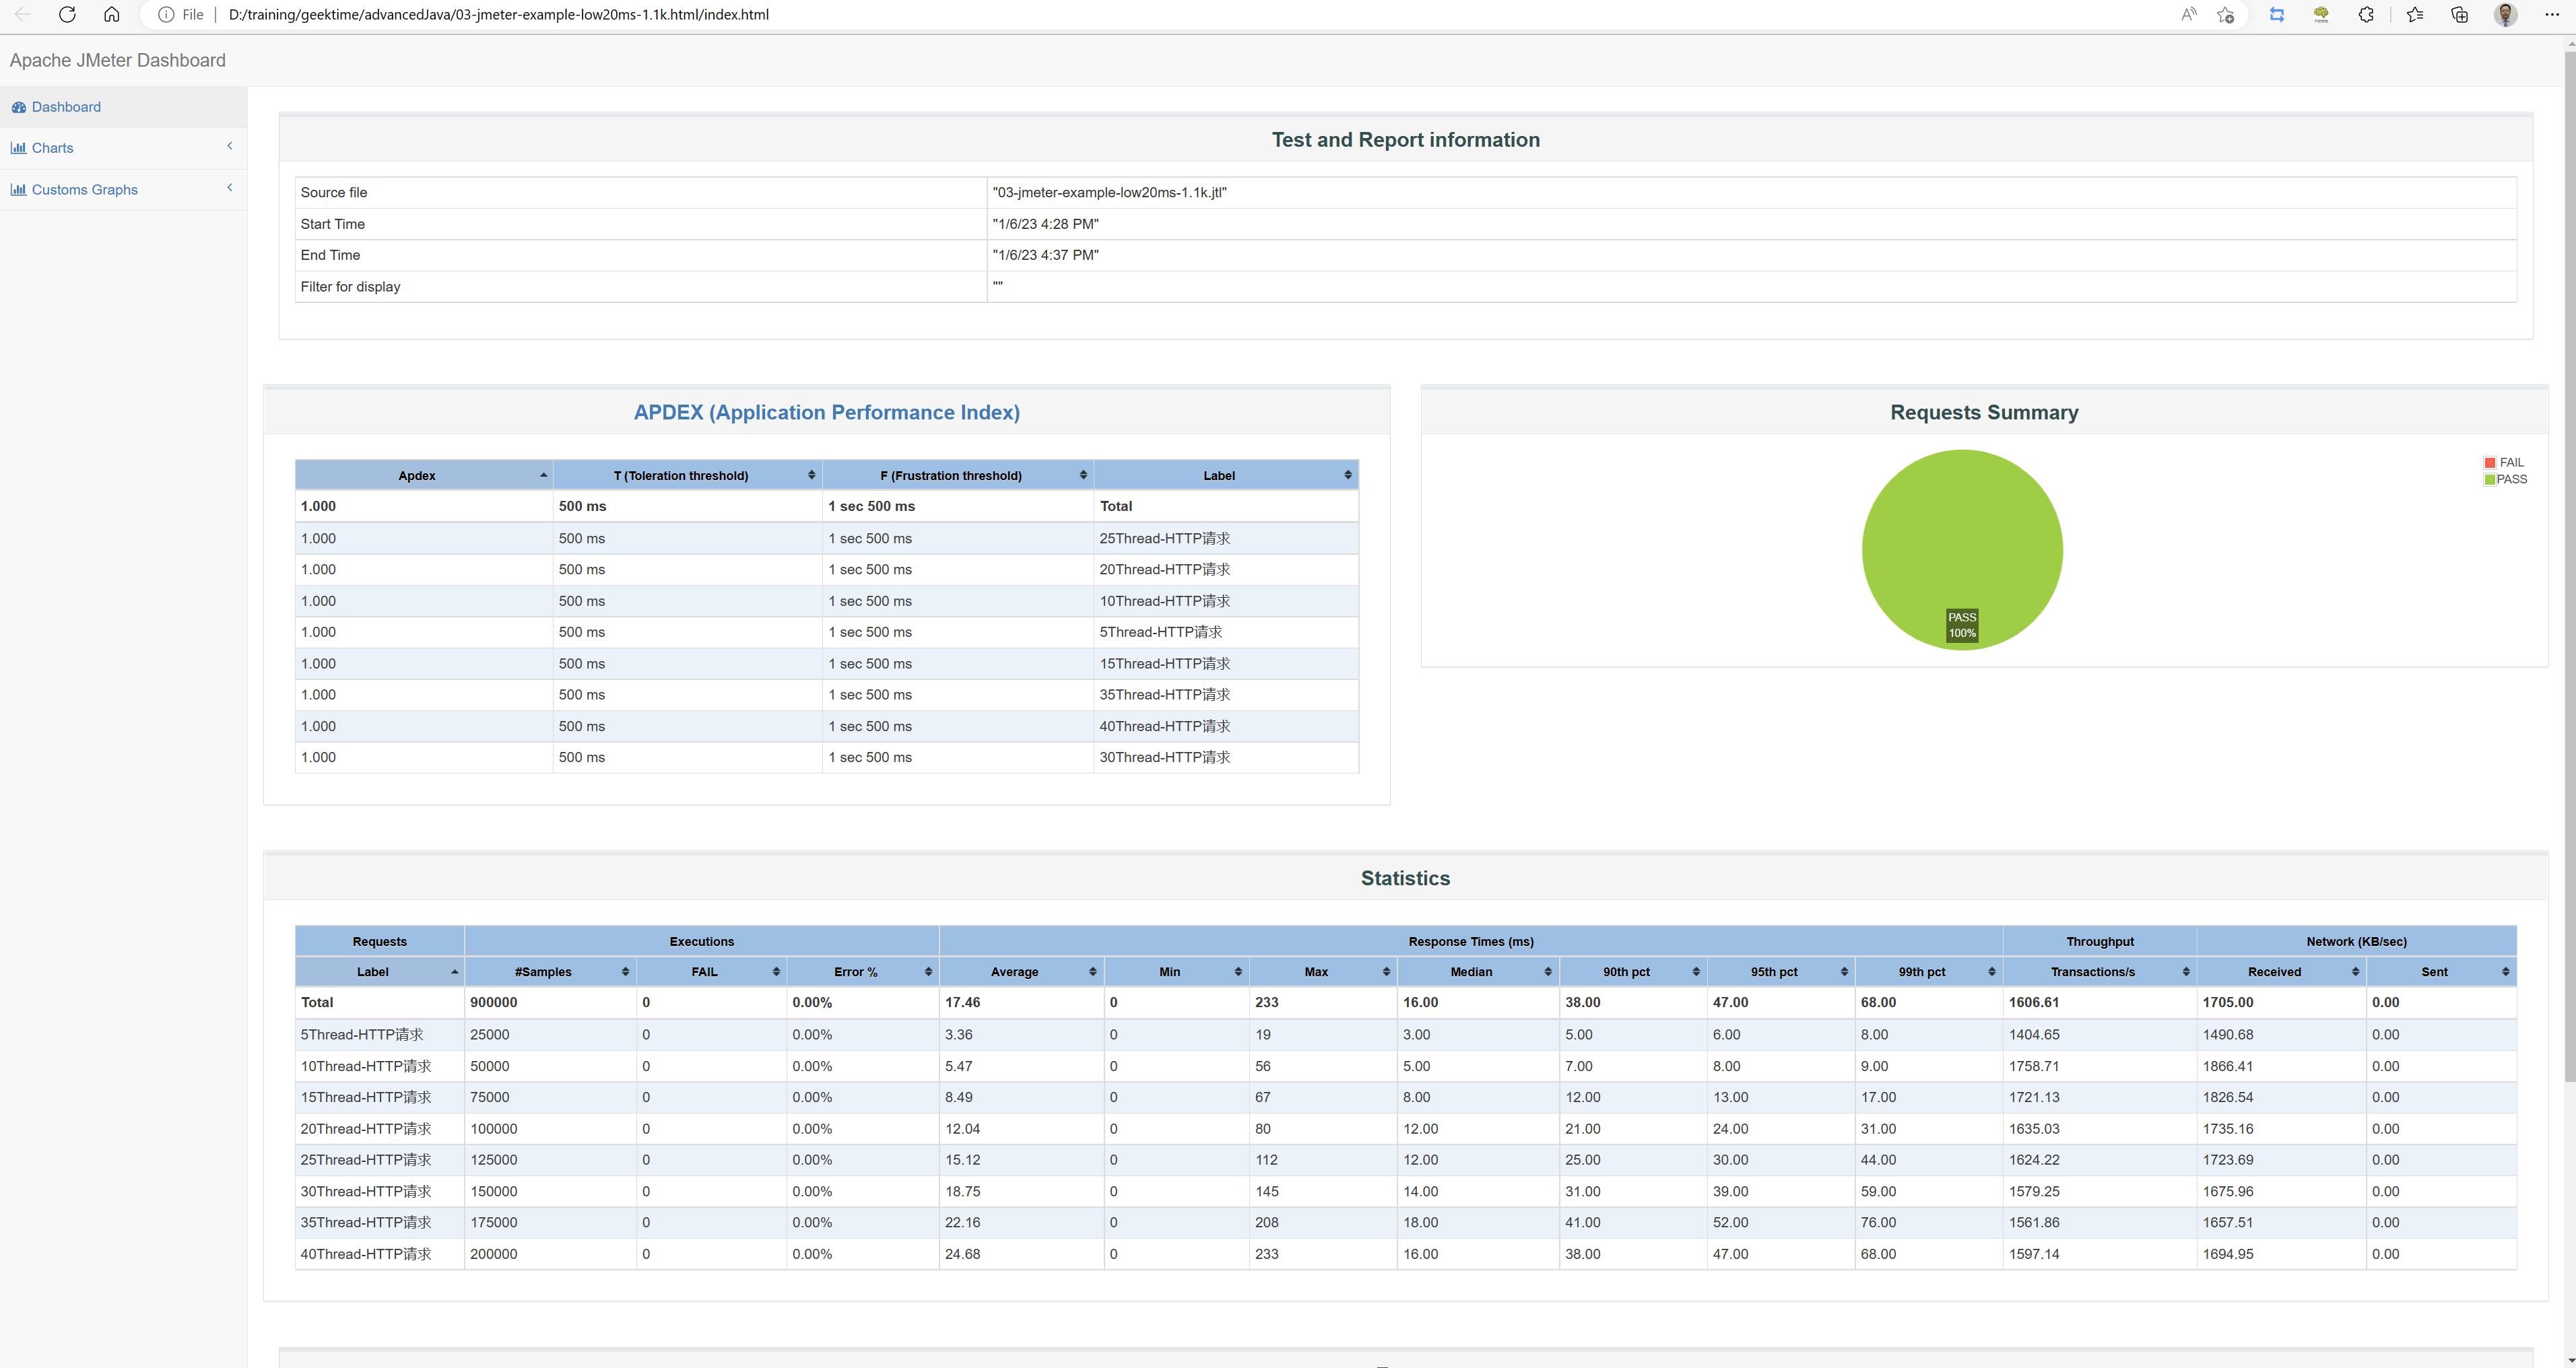 File | D:/training/geektime/advancedJava/03-jmeter-example-low20ms-1.1k.html/index.html
Apache JMeter Dashboard
Dashboard
Charts
Customs Graphs
Test and Report information
Source file "03-jmeter-example-low20ms-1.1k.jtl"
Start Time "1/6/23 4:28 PM"
End Time "1/6/23 4:37 PM"
Filter for display ""
APDEX (Application Performance Index)
Apdex T (Toleration threshold) F (Frustration threshold) Label
1.000 500 ms 1 sec 500 ms Total
1.000 500 ms 1 sec 500 ms 25Thread-HTTP请求
1.000 500 ms 1 sec 500 ms 20Thread-HTTP请求
1.000 500 ms 1 sec 500 ms 10Thread-HTTP请求
1.000 500 ms 1 sec 500 ms 5Thread-HTTP请求
1.000 500 ms 1 sec 500 ms 15Thread-HTTP请求
1.000 500 ms 1 sec 500 ms 35Thread-HTTP请求
1.000 500 ms 1 sec 500 ms 40Thread-HTTP请求
1.000 500 ms 1 sec 500 ms 30Thread-HTTP请求
Requests Summary
FAIL
PASS
PASS
100%
Statistics
Requests Executions Response Times (ms) Throughput Network (KB/sec)
Label #Samples FAIL Error % Average Min Max Median 90th pct 95th pct 99th pct Transactions/s Received Sent
Total 900000 0 0.00% 17.46 0 233 16.00 38.00 47.00 68.00 1606.61 1705.00 0.00
5Thread-HTTP请求 25000 0 0.00% 3.36 0 19 3.00 5.00 6.00 8.00 1404.65 1490.68 0.00
10Thread-HTTP请求 50000 0 0.00% 5.47 0 56 5.00 7.00 8.00 9.00 1758.71 1866.41 0.00
15Thread-HTTP请求 75000 0 0.00% 8.49 0 67 8.00 12.00 13.00 17.00 1721.13 1826.54 0.00
20Thread-HTTP请求 100000 0 0.00% 12.04 0 80 12.00 21.00 24.00 31.00 1635.03 1735.16 0.00
25Thread-HTTP请求 125000 0 0.00% 15.12 0 112 12.00 25.00 30.00 44.00 1624.22 1723.69 0.00
30Thread-HTTP请求 150000 0 0.00% 18.75 0 145 14.00 31.00 39.00 59.00 1579.25 1675.96 0.00
35Thread-HTTP请求 175000 0 0.00% 22.16 0 208 18.00 41.00 52.00 76.00 1561.86 1657.51 0.00
40Thread-HTTP请求 200000 0 0.00% 24.68 0 233 16.00 38.00 47.00 68.00 1597.14 1694.95 0.00